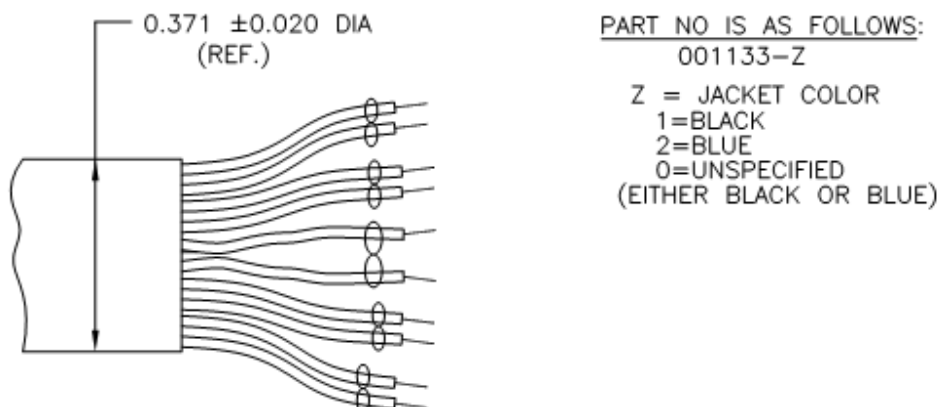 0.371 ±0.020 DIA
(REF.)
PART NO IS AS FOLLOWS:
001133-Z
Z = JACKET COLOR
1=BLACK
2=BLUE
0=UNSPECIFIED
(EITHER BLACK OR BLUE)